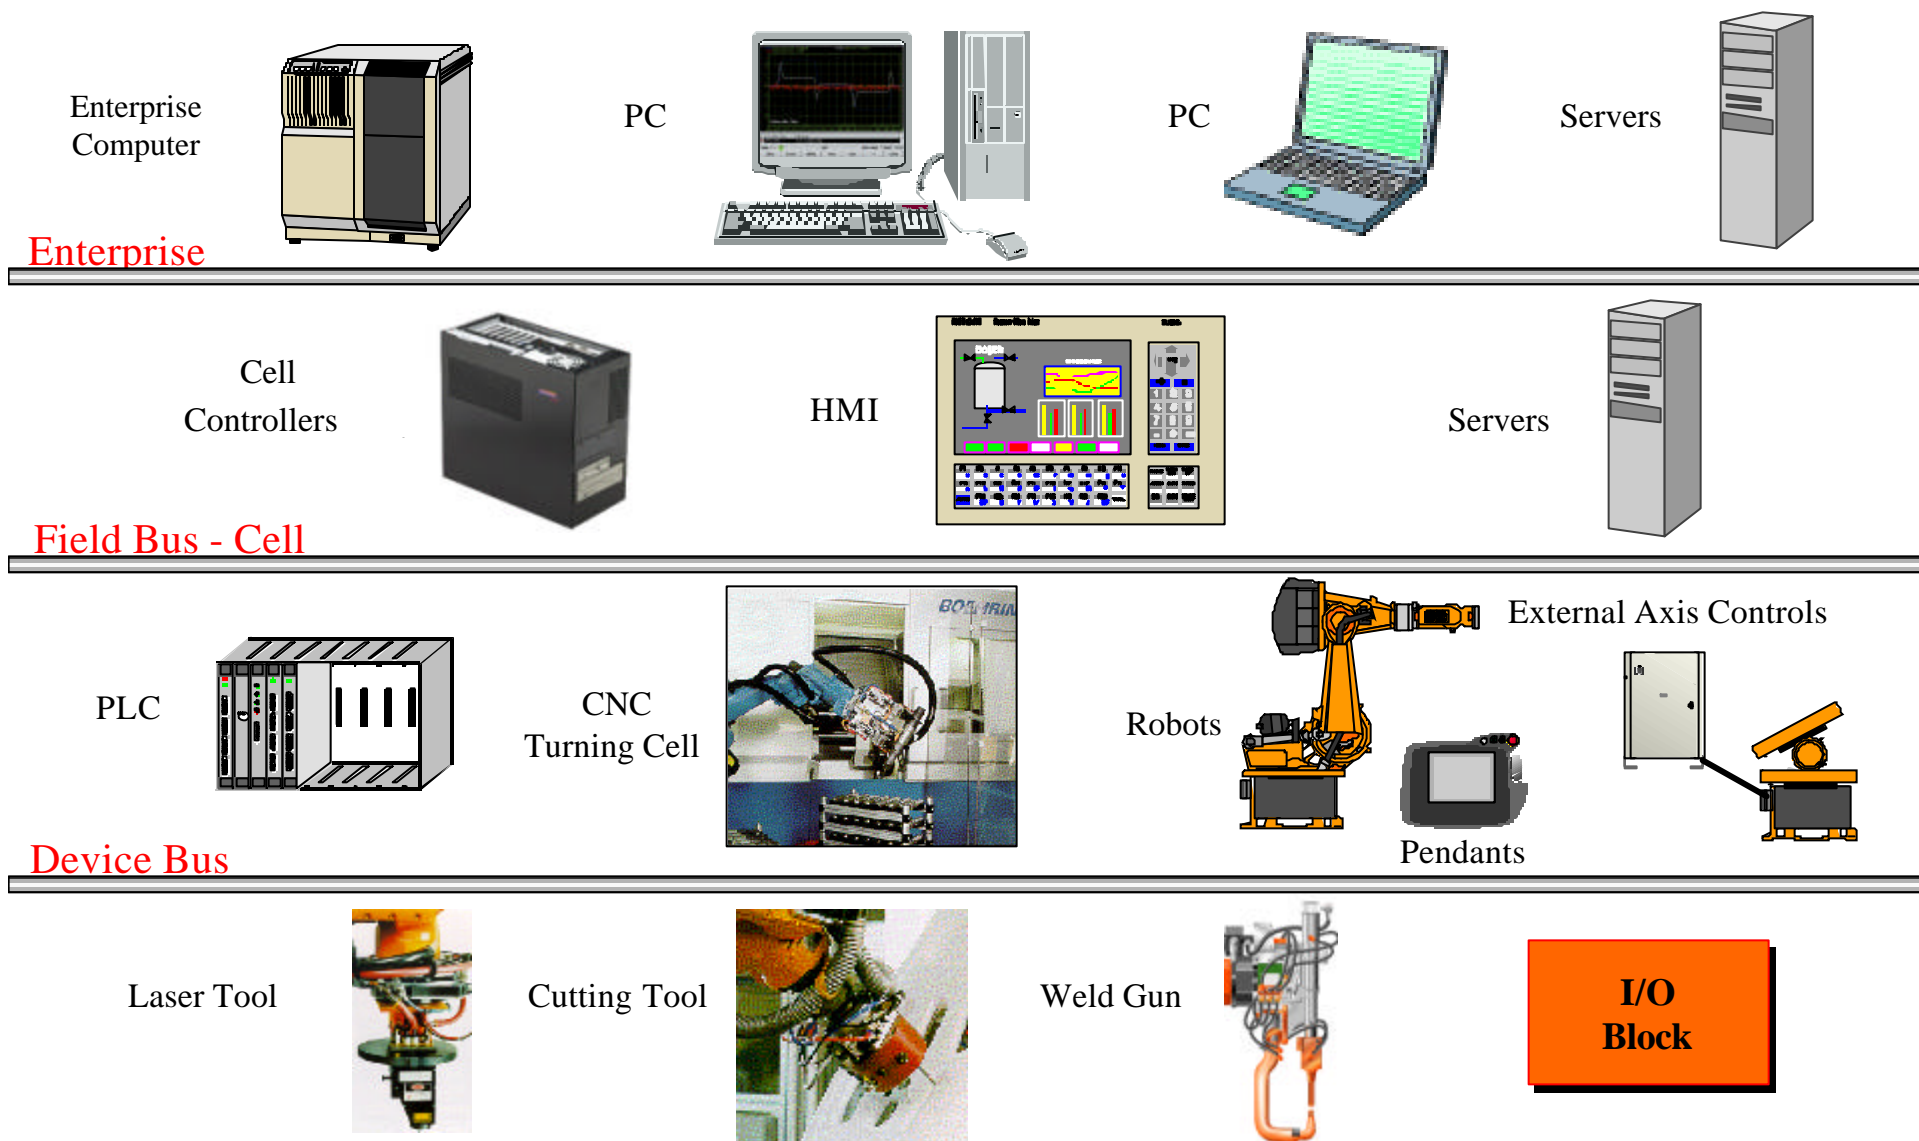 Enterprise
Computer
PC
PC
Servers
Enterprise
Cell
Controllers
HMI
Servers
Field Bus - Cell
PLC
CNC
Turning Cell
Robots
External Axis Controls
Pendants
Device Bus
Laser Tool
Cutting Tool
Weld Gun
I/O
Block